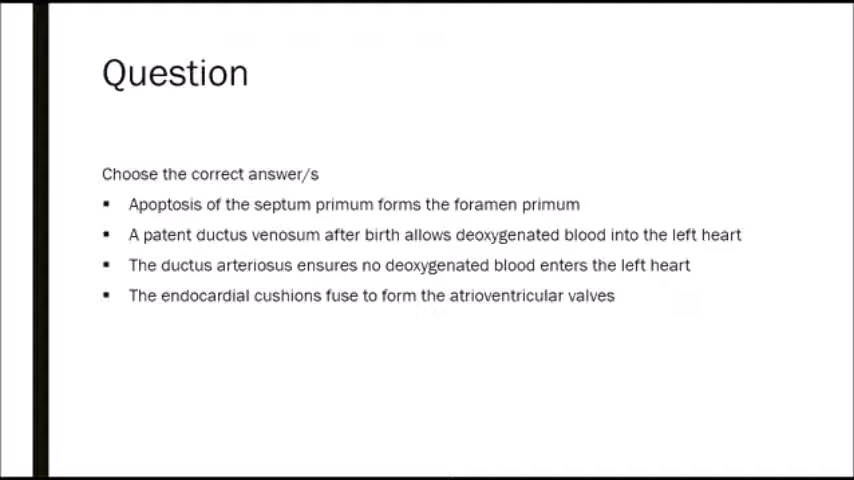 Question
Choose the correct answer/s
▪ Apoptosis of the septum primum forms the foramen primum
▪ A patent ductus venosum after birth allows deoxygenated blood into the left heart
▪ The ductus arteriosus ensures no deoxygenated blood enters the left heart
▪ The endocardial cushions fuse to form the atrioventricular valves